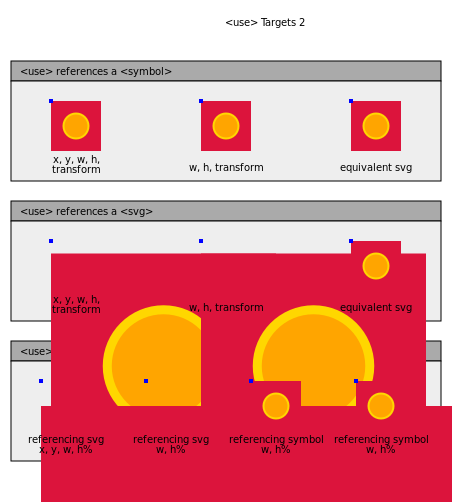 <use> Targets 2
<use> references a <symbol>
x, y, w, h,
transform
w, h, transform
equivalent svg
<use> references a <svg>
x, y, w, h,
transform
w, h, transform
equivalent svg
<use>
referencing svg
x, y, w, h%
referencing svg
w, h%
referencing symbol
w, h%
referencing symbol
w, h%